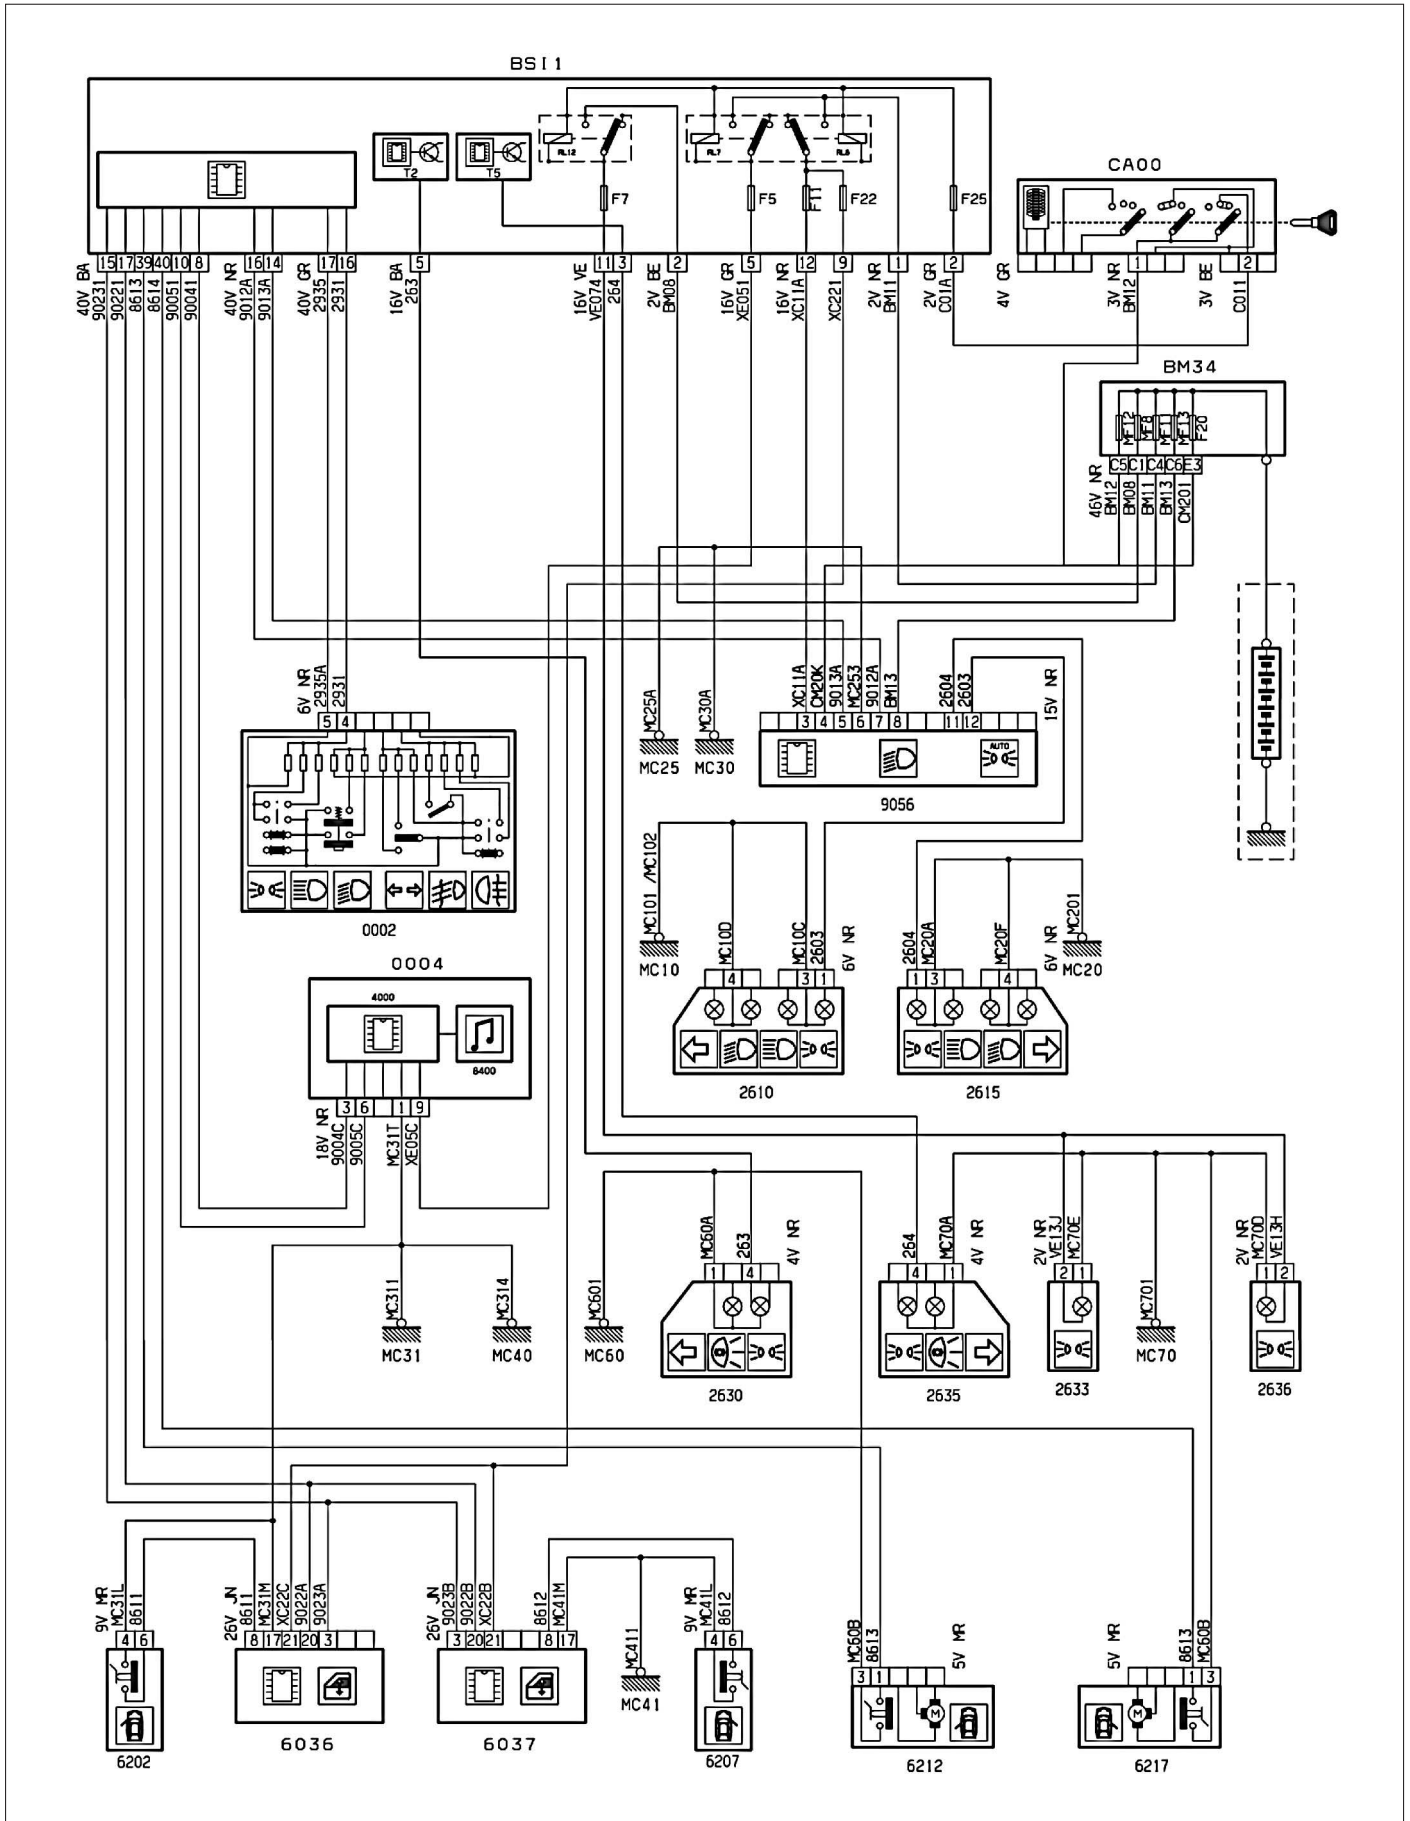 BSI1
T2
T5
RL12
RL7
RL6
F7
F5
F11
F22
F25
CA00
15 17 39 40 10 8 16 14 17 16 5 11 3 2 5 12 9 1 2 1 2
40V BA
90231
90221
8613
8614
90051
90041
40V NR
9012A
9013A
40V GR
2935
2931
16V BA
263
16V VE
VE074
264
2V BE
BM08
16V GR
XE051
16V NR
XC11A
XC221
2V NR
BM11
2V GR
C01A
4V GR
3V NR
BM12
3V BE
C011
BM34
MF12
MF8
MF11
MF13
F20
C5 C1 C4 C6 E3
46V NR
BM12
BM08
BM11
BM13
CM201
6V NR
2935A
2931
5 4
MC25A
MC30A
MC25 MC30
XC11A
CM20K
9013A
MC253
9012A
BM13
2604
2603
15V NR
3 4 5 6 7 8 11 12
AUTO
9056
0002
MC101 /MC102
MC10
MC10D
MC10C
2603
6V NR
4 3 1
2610
2604
MC20A
MC20F
6V NR
MC201
MC20
1 3 4
2615
0004
4000
8400
3 6 1 9
18V NR
9004C
9005C
MC31T
XE05C
MC311
MC31
MC314
MC40
MC601
MC60
MC60A
263
4V NR
1 4
2630
264
MC70A
4V NR
4 1
2635
2V NR
VE13J
MC70E
2 1
2633
MC701
MC70
2V NR
MC70D
VE13H
1 2
2636
9V MR
MC31L
8611
4 6
6202
26V JN
8611
MC31M
XC22C
9022A
9023A
8 17 21 20 3
6036
26V JN
9023B
9022B
XC22B
8612
MC41M
3 20 21 8 17
6037
MC411
MC41
9V MR
MC41L
8612
4 6
6207
MC60B
8613
5V MR
3 1
M
6212
5V MR
8613
MC60B
1 3
M
6217